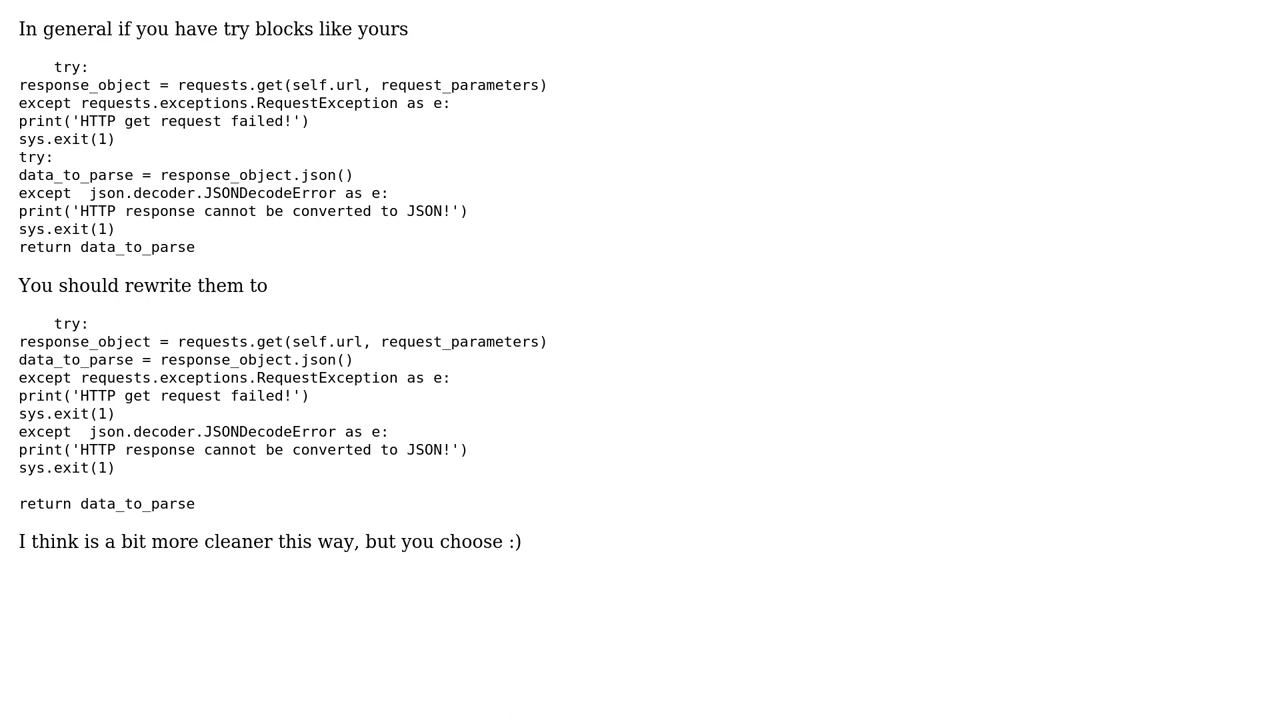 In general if you have try blocks like yours
    try:
response_object = requests.get(self.url, request_parameters)
except requests.exceptions.RequestException as e:
print('HTTP get request failed!')
sys.exit(1)
try:
data_to_parse = response_object.json()
except  json.decoder.JSONDecodeError as e:
print('HTTP response cannot be converted to JSON!')
sys.exit(1)
return data_to_parse
You should rewrite them to
    try:
response_object = requests.get(self.url, request_parameters)
data_to_parse = response_object.json()
except requests.exceptions.RequestException as e:
print('HTTP get request failed!')
sys.exit(1)
except  json.decoder.JSONDecodeError as e:
print('HTTP response cannot be converted to JSON!')
sys.exit(1)

return data_to_parse
I think is a bit more cleaner this way, but you choose :)